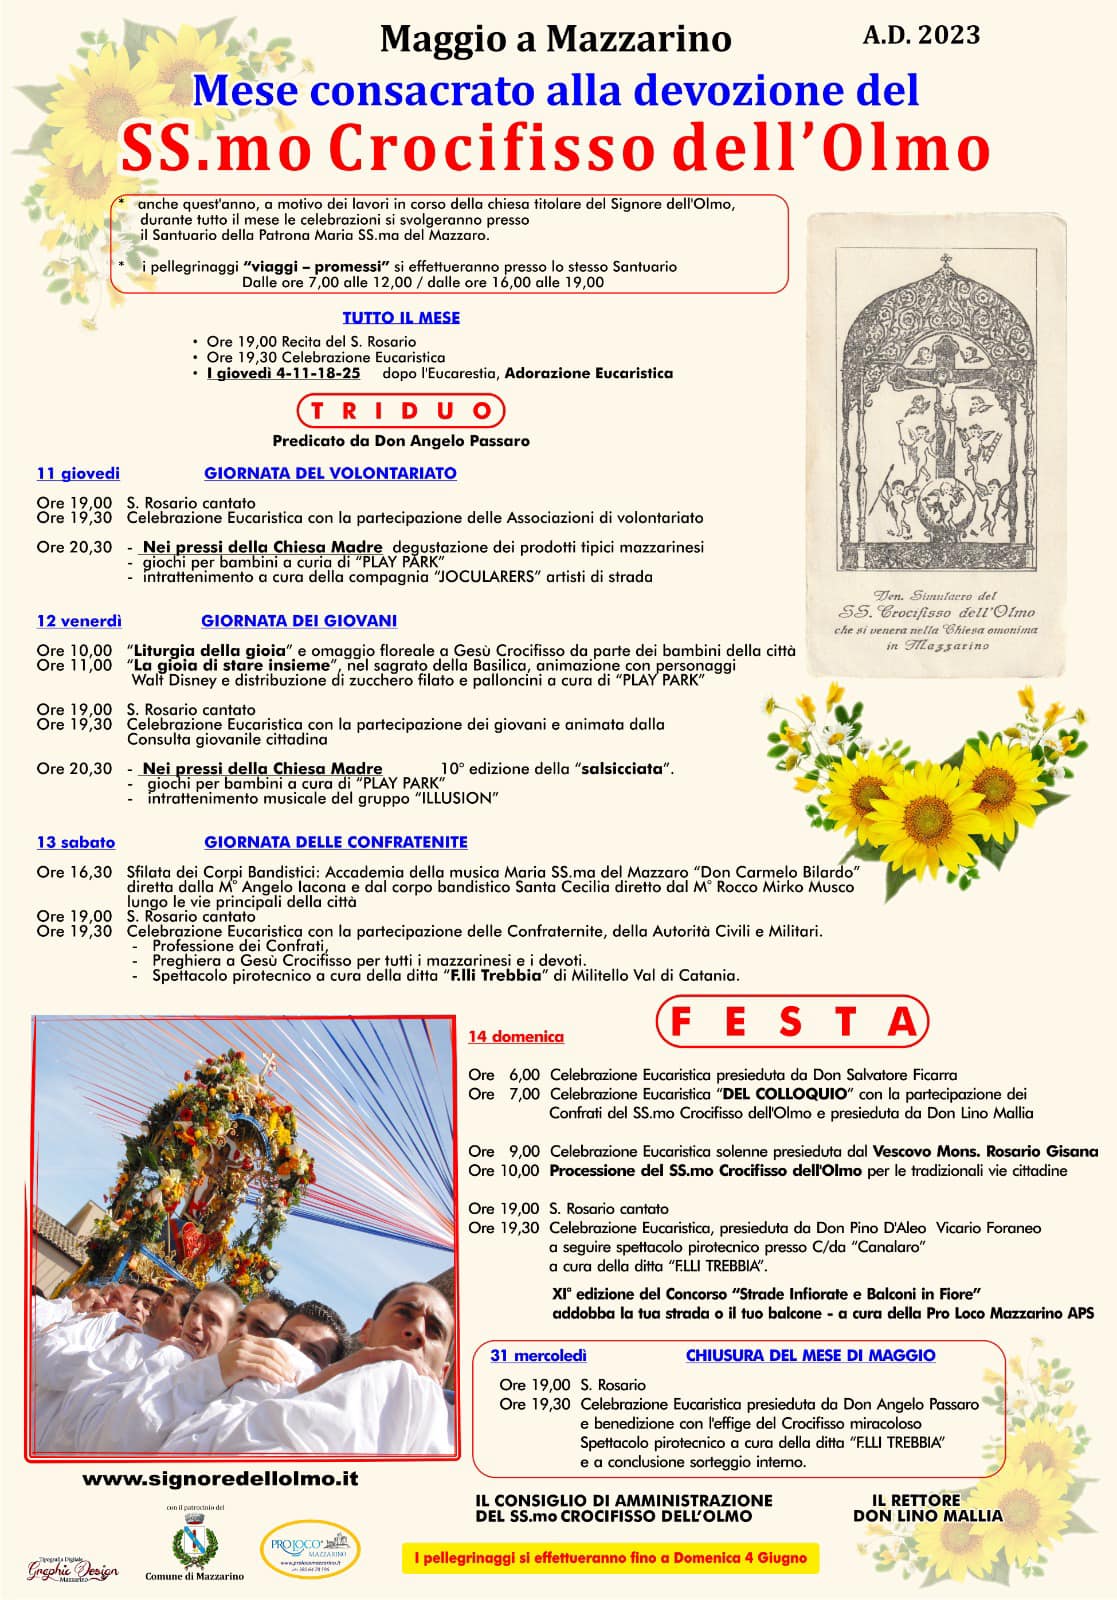 Maggio a Mazzarino
A.D. 2023
Mese consacrato alla devozione del
SS.mo Crocifisso dell'Olmo
* anche quest'anno, a motivo dei lavori in corso della chiesa titolare del Signore dell'Olmo,
durante tutto il mese le celebrazioni si svolgeranno presso
il Santuario della Patrona Maria SS.ma del Mazzaro.
* i pellegrinaggi "viaggi – promessi" si effettueranno presso lo stesso Santuario
Dalle ore 7,00 alle 12,00 / dalle ore 16,00 alle 19,00
TUTTO IL MESE
• Ore 19,00 Recita del S. Rosario
• Ore 19,30 Celebrazione Eucaristica
• I giovedì 4-11-18-25 dopo l'Eucarestia, Adorazione Eucaristica
TRIDUO
Predicato da Don Angelo Passaro
11 giovedi GIORNATA DEL VOLONTARIATO
Ore 19,00 S. Rosario cantato
Ore 19,30 Celebrazione Eucaristica con la partecipazione delle Associazioni di volontariato
Ore 20,30 - Nei pressi della Chiesa Madre degustazione dei prodotti tipici mazzarinesi
- giochi per bambini a curia di "PLAY PARK"
- intrattenimento a cura della compagnia "JOCULARERS" artisti di strada
12 venerdì GIORNATA DEI GIOVANI
Ore 10,00 "Liturgia della gioia" e omaggio floreale a Gesù Crocifisso da parte dei bambini della città
Ore 11,00 "La gioia di stare insieme", nel sagrato della Basilica, animazione con personaggi
Walt Disney e distribuzione di zucchero filato e palloncini a cura di "PLAY PARK"
Ore 19,00 S. Rosario cantato
Ore 19,30 Celebrazione Eucaristica con la partecipazione dei giovani e animata dalla
Consulta giovanile cittadina
Ore 20,30 - Nei pressi della Chiesa Madre 10° edizione della "salsicciata".
- giochi per bambini a cura di "PLAY PARK"
- intrattenimento musicale del gruppo "ILLUSION"
13 sabato GIORNATA DELLE CONFRATENITE
Ore 16,30 Sfilata dei Corpi Bandistici: Accademia della musica Maria SS.ma del Mazzaro "Don Carmelo Bilardo"
diretta dalla M° Angelo Iacona e dal corpo bandistico Santa Cecilia diretto dal M° Rocco Mirko Musco
lungo le vie principali della città
Ore 19,00 S. Rosario cantato
Ore 19,30 Celebrazione Eucaristica con la partecipazione delle Confraternite, della Autorità Civili e Militari.
- Professione dei Confrati,
- Preghiera a Gesù Crocifisso per tutti i mazzarinesi e i devoti.
- Spettacolo pirotecnico a cura della ditta "F.lli Trebbia" di Militello Val di Catania.
Ven. Simulacro del
SS. Crocifisso dell'Olmo
che si venera nella Chiesa omonima
in Mazzarino
FESTA
14 domenica
Ore 6,00 Celebrazione Eucaristica presieduta da Don Salvatore Ficarra
Ore 7,00 Celebrazione Eucaristica "DEL COLLOQUIO" con la partecipazione dei
Confrati del SS.mo Crocifisso dell'Olmo e presieduta da Don Lino Mallia
Ore 9,00 Celebrazione Eucaristica solenne presieduta dal Vescovo Mons. Rosario Gisana
Ore 10,00 Processione del SS.mo Crocifisso dell'Olmo per le tradizionali vie cittadine
Ore 19,00 S. Rosario cantato
Ore 19,30 Celebrazione Eucaristica, presieduta da Don Pino D'Aleo Vicario Foraneo
a seguire spettacolo pirotecnico presso C/da "Canalaro"
a cura della ditta "F.LLI TREBBIA".
XI° edizione del Concorso "Strade Infiorate e Balconi in Fiore"
addobba la tua strada o il tuo balcone - a cura della Pro Loco Mazzarino APS
31 mercoledì CHIUSURA DEL MESE DI MAGGIO
Ore 19,00 S. Rosario
Ore 19,30 Celebrazione Eucaristica presieduta da Don Angelo Passaro
e benedizione con l'effige del Crocifisso miracoloso
Spettacolo pirotecnico a cura della ditta "F.LLI TREBBIA"
e a conclusione sorteggio interno.
www.signoredellolmo.it
IL CONSIGLIO DI AMMINISTRAZIONE
DEL SS.mo CROCIFISSO DELL'OLMO
IL RETTORE
DON LINO MALLIA
con il patrocinio del
Comune di Mazzarino
Tipografia Digitale
Graphic Design
Mazzarino
PROLOCO
MAZZARINO
www.prolocomazzarino.it
I pellegrinaggi si effettueranno fino a Domenica 4 Giugno